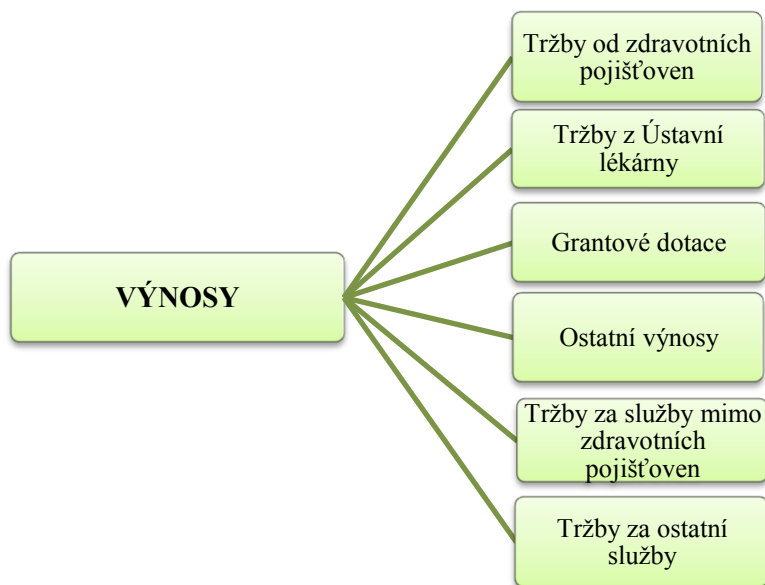 Tržby od zdravotních
pojišťoven
Tržby z Ústavní
lékárny
Grantové dotace
VÝNOSY
Ostatní výnosy
Tržby za služby mimo
zdravotních
pojišťoven
Tržby za ostatní
služby